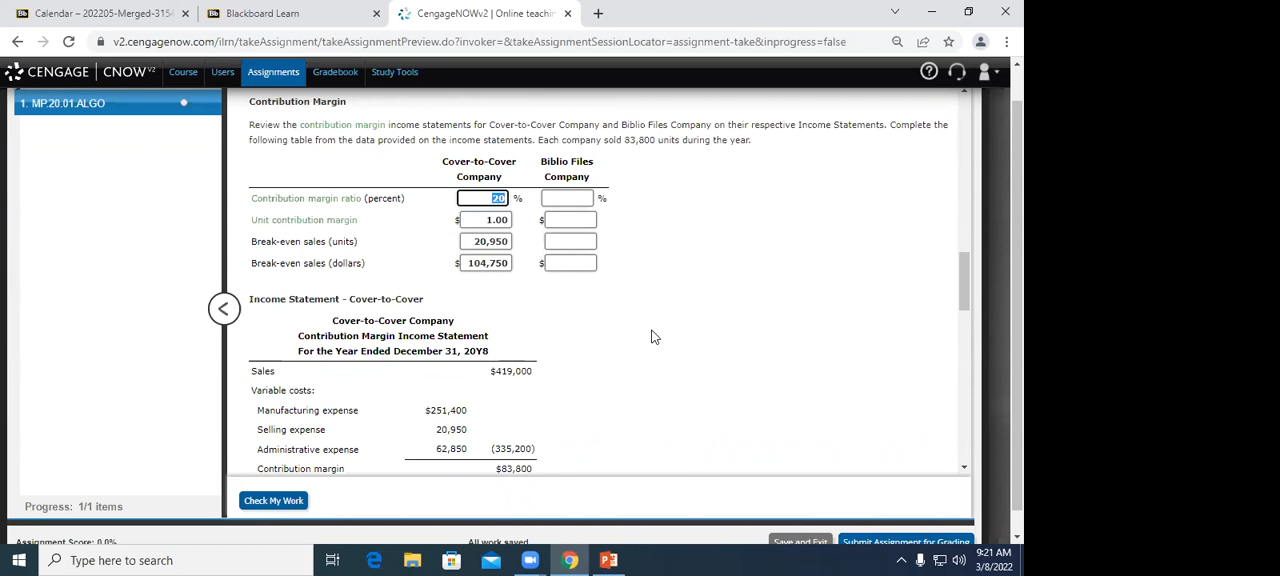 Calendar – 202205-Merged-315
Blackboard Learn
CengageNOWv2 | Online teachin
v2.cengagenow.com/ilrn/takeAssignment/takeAssignmentPreview.do?invoker=&takeAssignmentSessionLocator=assignment-take&inprogress=false
CENGAGE | CNOWV2 Course Users Assignments Gradebook Study Tools
1. MP.20.01.ALGO
Contribution Margin
Review the contribution margin income statements for Cover-to-Cover Company and Biblio Files Company on their respective Income Statements. Complete the
following table from the data provided on the income statements. Each company sold 83,800 units during the year.
Cover-to-Cover Biblio Files
Company Company
Contribution margin ratio (percent) 20 % %
Unit contribution margin $ 1.00 $
Break-even sales (units) 20,950
Break-even sales (dollars) $ 104,750 $
Income Statement - Cover-to-Cover
Cover-to-Cover Company
Contribution Margin Income Statement
For the Year Ended December 31, 20Y8
Sales $419,000
Variable costs:
Manufacturing expense $251,400
Selling expense 20,950
Administrative expense 62,850 (335,200)
Contribution margin $83,800
Progress: 1/1 items
Check My Work
Assignment Score: 0.0% All work saved. Save and Exit Submit Assignment for Grading
Type here to search
9:21 AM
3/8/2022